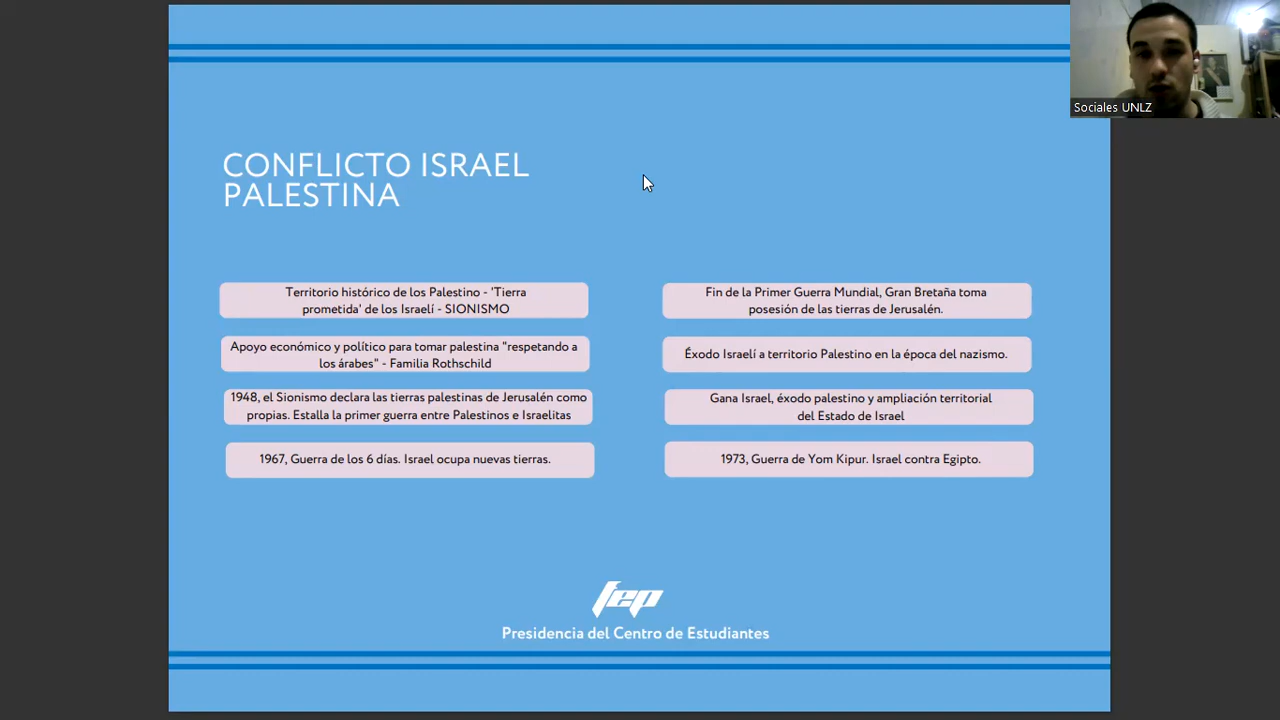 Sociales UNLZ
CONFLICTO ISRAEL
PALESTINA
Territorio histórico de los Palestino - 'Tierra
prometida' de los Israelí - SIONISMO
Fin de la Primer Guerra Mundial, Gran Bretaña toma
posesión de las tierras de Jerusalén.
Apoyo económico y político para tomar palestina "respetando a
los árabes" - Familia Rothschild
Éxodo Israelí a territorio Palestino en la época del nazismo.
1948, el Sionismo declara las tierras palestinas de Jerusalén como
propias. Estalla la primer guerra entre Palestinos e Israelitas
Gana Israel, éxodo palestino y ampliación territorial
del Estado de Israel
1967, Guerra de los 6 días. Israel ocupa nuevas tierras.
1973, Guerra de Yom Kipur. Israel contra Egipto.
fep
Presidencia del Centro de Estudiantes